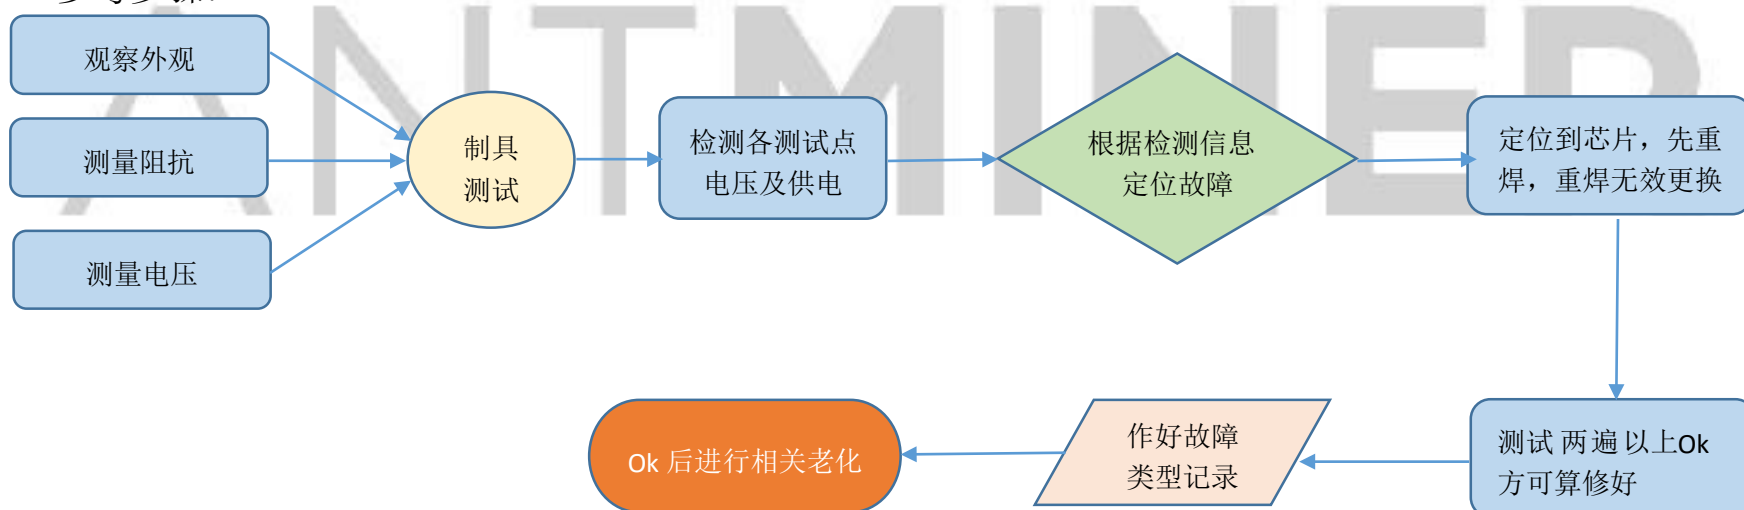 ANTMINER
观察外观
测量阻抗
测量电压
制具
测试
检测各测试点
电压及供电
根据检测信息
定位故障
定位到芯片，先重
焊，重焊无效更换
测试两遍以上Ok
方可算修好
作好故障
类型记录
Ok 后进行相关老化